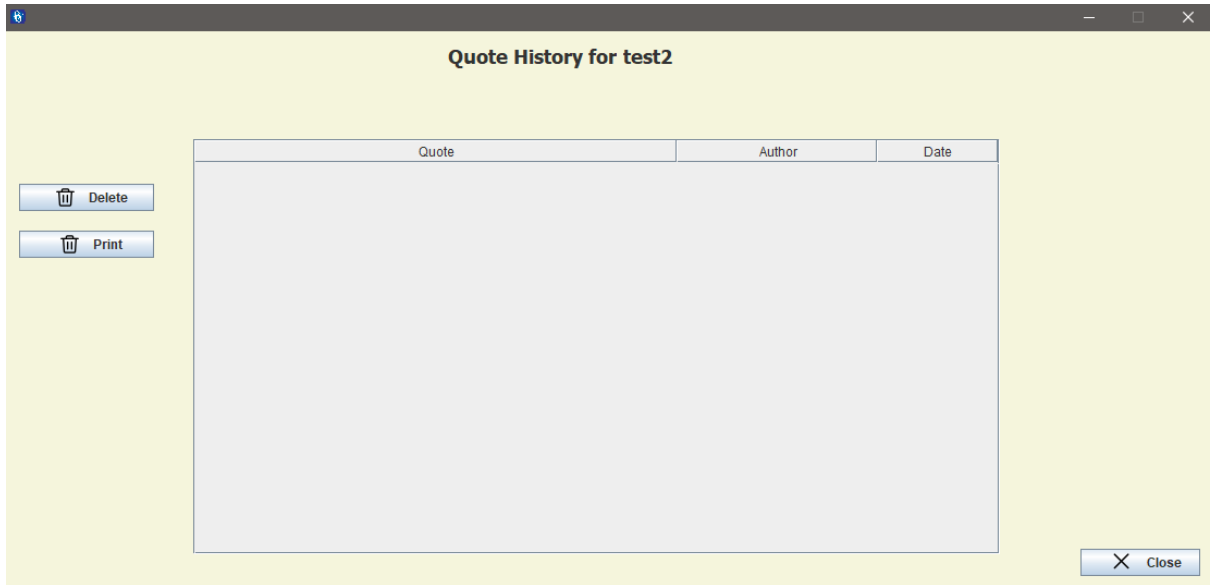 Quote History for test2
Quote Author Date
Delete
Print
Close